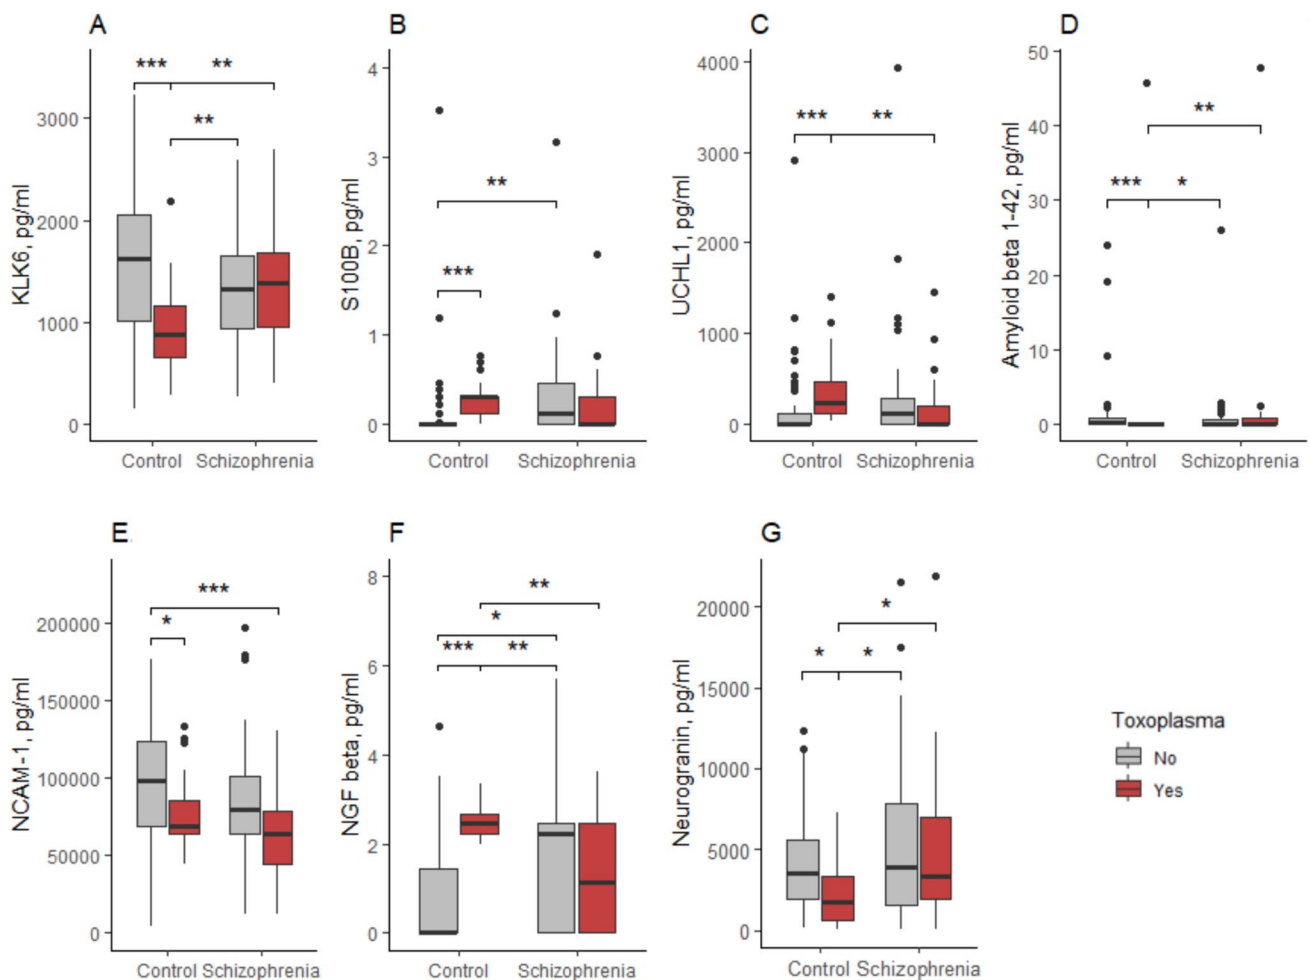 A
KLK6, pg/ml
3000
2000
1000
0
*** **
**
Control Schizophrenia
B
S100B, pg/ml
4
3
2
1
0
**
***
Control Schizophrenia
C
UCHL1, pg/ml
4000
3000
2000
1000
0
*** **
Control Schizophrenia
D
Amyloid beta 1-42, pg/ml
50
40
30
20
10
0
**
*** *
Control Schizophrenia
E
NCAM-1, pg/ml
200000
150000
100000
50000
0
***
*
Control Schizophrenia
F
NGF beta, pg/ml
8
6
4
2
0
**
*
*** **
Control Schizophrenia
G
Neurogranin, pg/ml
20000
15000
10000
5000
0
*
* *
Control Schizophrenia
Toxoplasma
No
Yes